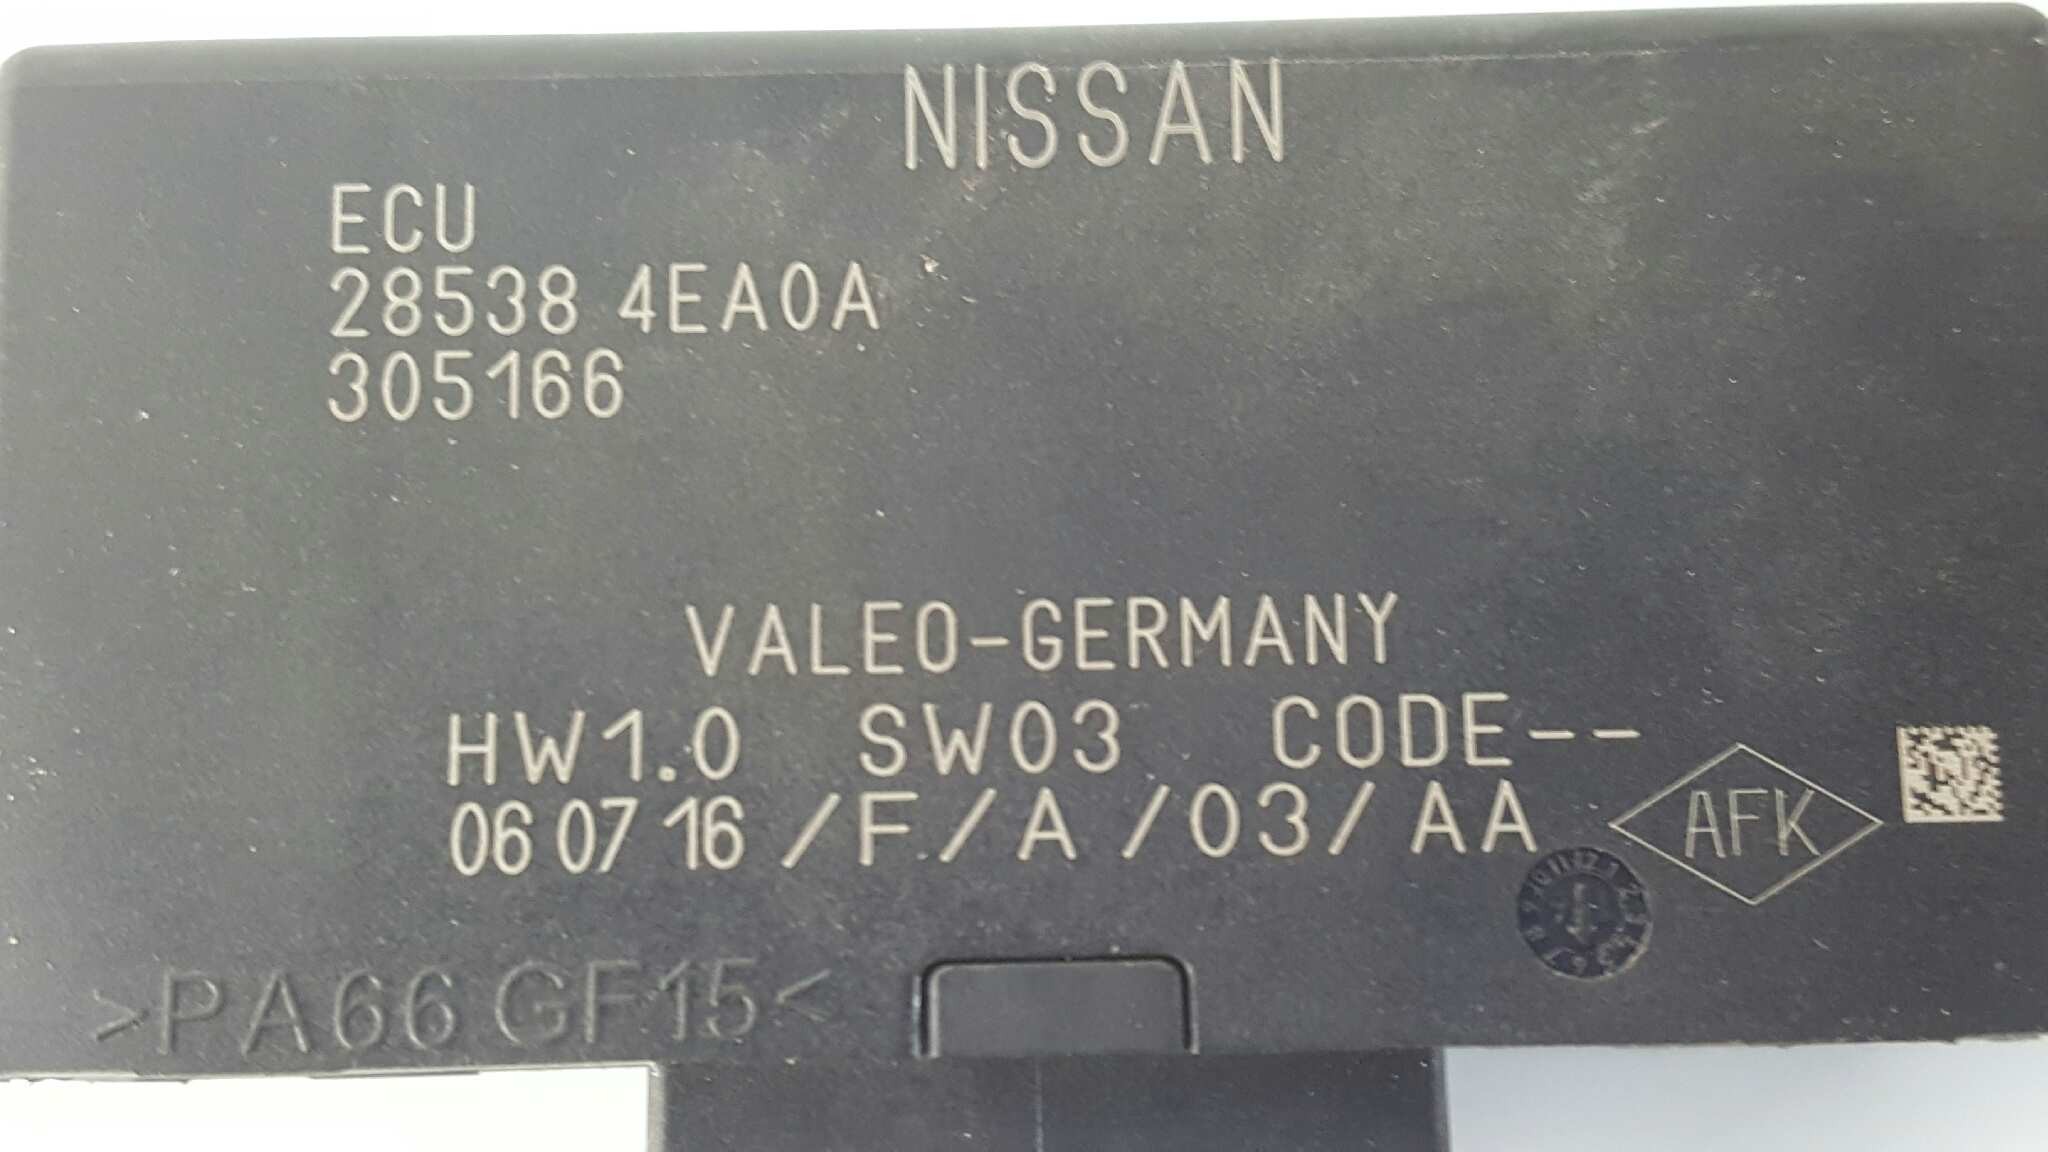 NISSAN
ECU
28538 4EA0A
305166
VALEO-GERMANY
HW1.0 SW03 CODE--
06 07 16 /F/A/03/AA
AFK
>PA66 GF15<